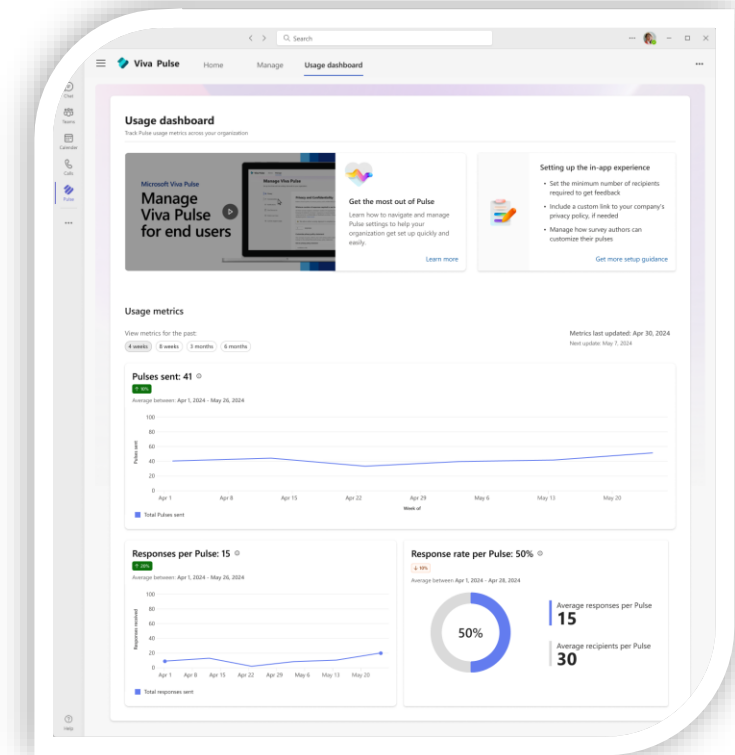 Search
Viva Pulse
Home
Manage
Usage dashboard
Chat
Teams
Calendar
Calls
Pulse
Usage dashboard
Track Pulse usage metrics across your organization
Microsoft Viva Pulse
Manage
Viva Pulse
for end users
Get the most out of Pulse
Learn how to navigate and manage
Pulse settings to help your
organization get set up quickly and
easily.
Learn more
Setting up the in-app experience
• Set the minimum number of recipients
required to get feedback
• Include a custom link to your company's
privacy policy, if needed
• Manage how survey authors can
customize their pulses
Get more setup guidance
Usage metrics
View metrics for the past:
4 weeks
8 weeks
3 months
6 months
Metrics last updated: Apr 30, 2024
Next update: May 7, 2024
Pulses sent: 41
Average between: Apr 1, 2024 - May 26, 2024
100
80
60
40
20
0
Pulses sent
Apr 1 Apr 8 Apr 15 Apr 22 Apr 29 May 6 May 13 May 20
Week of
Total Pulses sent
Responses per Pulse: 15
Average between: Apr 1, 2024 - May 26, 2024
100
80
60
40
20
0
Responses received
Apr 1 Apr 8 Apr 15 Apr 22 Apr 29 May 6 May 13 May 20
Total responses sent
Response rate per Pulse: 50%
Average between: Apr 1, 2024 - Apr 28, 2024
50%
Average responses per Pulse
15
Average recipients per Pulse
30
Help